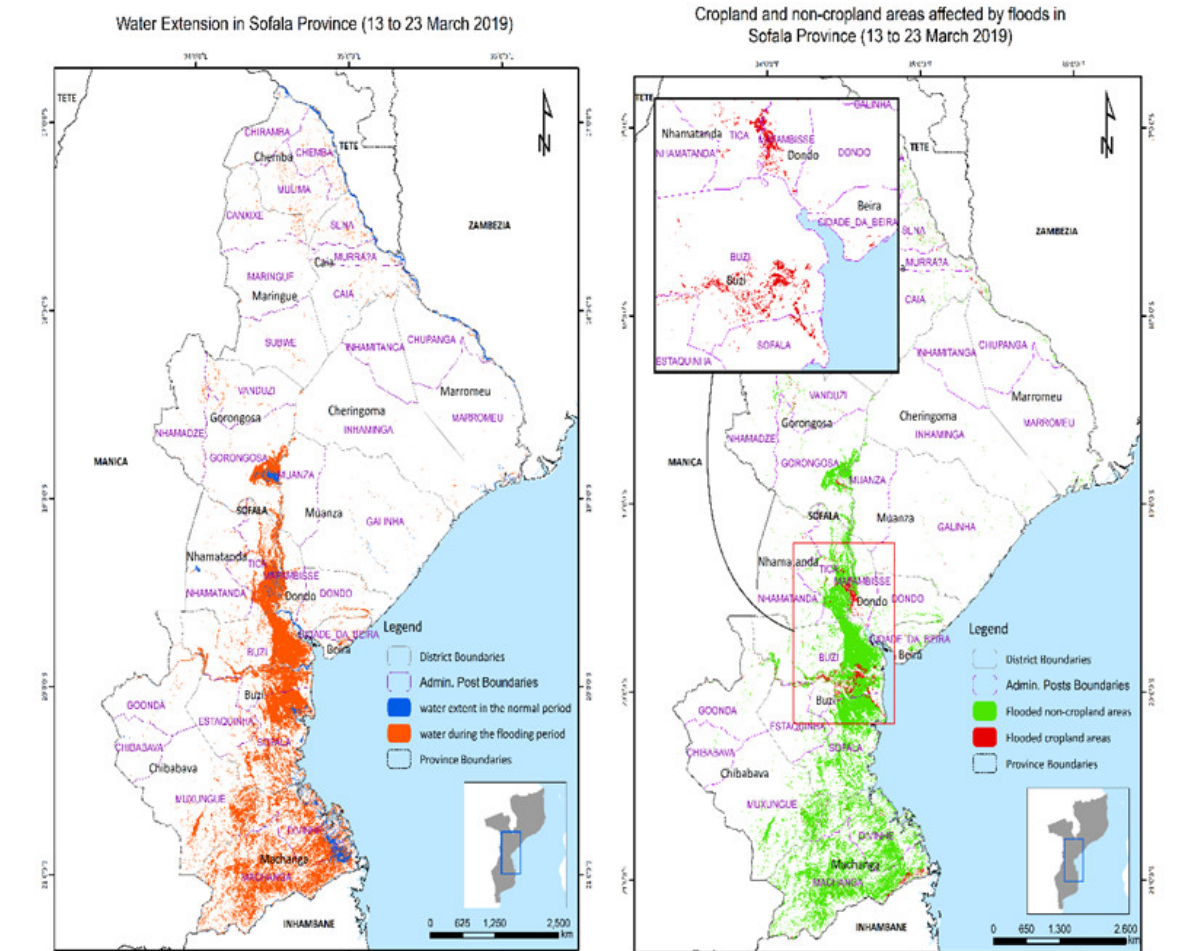 Water Extension in Sofala Province (13 to 23 March 2019)
TETE
CHIRAMBA
Chemba
CHEMBA
TETE
MULIMA
CANXIXE
SENA
ZAMBEZIA
Caia
MURRA?A
MARINGUE
Maringue
CAIA
SUBWE
INHAMITANGA
CHUPANGA
VANDUZI
Marromeu
Gorongosa
Cheringoma
MARROMEU
NHAMADZE
INHAMINGA
MANICA
GORONGOSA
MUANZA
SOFALA
Muanza
GALINHA
Nhamatanda
TICA
MAFAMBISSE
NHAMATANDA
Dondo
DONDO
CIDADE_DA_BEIRA
BUZI
Beira
Buzi
GOONDA
ESTAQUINHA
SOFALA
CHIBABAVA
Chibabava
MUXUNGUE
DIVINHE
Machanga
MACHANGA
INHAMBANE
Legend
District Boundaries
Admin. Post Boundaries
water extent in the normal period
water during the flooding period
Province Boundaries
N
0 625 1,250 2,500
km
Cropland and non-cropland areas affected by floods in
Sofala Province (13 to 23 March 2019)
TETE
GALINHA
Nhamatanda
TICA
MAFAMBISSE
NHAMATANDA
Dondo
DONDO
Beira
CIDADE_DA_BEIRA
BUZI
Buzi
SOFALA
ESTAQUINHA
TETE
SENA
ZAMBEZIA
MURRA?A
CAIA
INHAMITANGA
CHUPANGA
VANDUZI
Marromeu
Gorongosa
Cheringoma
MARROMEU
NHAMADZE
INHAMINGA
MANICA
GORONGOSA
MUANZA
SOFALA
Muanza
GALINHA
Nhamatanda
TICA
MAFAMBISSE
NHAMATANDA
Dondo
DONDO
CIDADE_DA_BEIRA
BUZI
Beira
Buzi
GOONDA
ESTAQUINHA
SOFALA
CHIBABAVA
Chibabava
MUXUNGUE
DIVINHE
Machanga
MACHANGA
INHAMBANE
Legend
District Boundaries
Admin. Posts Boundaries
Flooded non-cropland areas
Flooded cropland areas
Province Boundaries
N
0 650 1,300 2,600
km